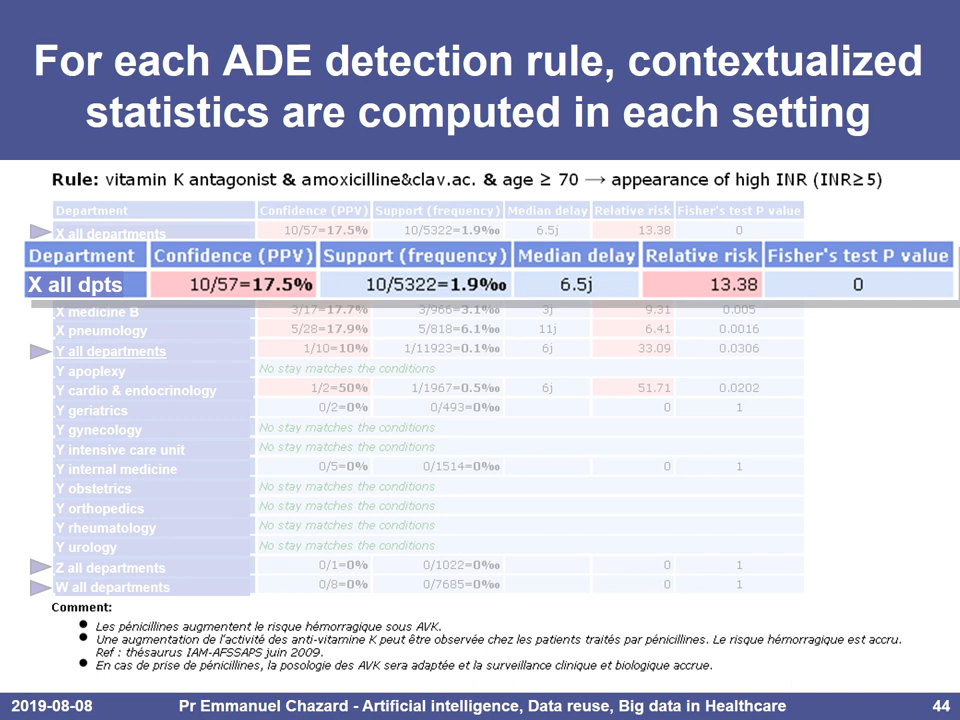 For each ADE detection rule, contextualized
statistics are computed in each setting
Rule: vitamin K antagonist & amoxicilline&clav.ac. & age ≥ 70 → appearance of high INR (INR≥5)
Department Confidence (PPV) Support (frequency) Median delay Relative risk Fisher's test P value
X all departments 10/57=17.5% 10/5322=1.9‰ 6.5j 13.38 0
Department Confidence (PPV) Support (frequency) Median delay Relative risk Fisher's test P value
X all dpts 10/57=17.5% 10/5322=1.9‰ 6.5j 13.38 0
X medicine B 3/17=17.7% 3/966=3.1‰ 3j 9.31 0.005
X pneumology 5/28=17.9% 5/818=6.1‰ 11j 6.41 0.0016
Y all departments 1/10=10% 1/11923=0.1‰ 6j 33.09 0.0306
Y apoplexy No stay matches the conditions
Y cardio & endocrinology 1/2=50% 1/1967=0.5‰ 6j 51.71 0.0202
Y geriatrics 0/2=0% 0/493=0‰ 0 1
Y gynecology No stay matches the conditions
Y intensive care unit No stay matches the conditions
Y internal medicine 0/5=0% 0/1514=0‰ 0 1
Y obstetrics No stay matches the conditions
Y orthopedics No stay matches the conditions
Y rheumatology No stay matches the conditions
Y urology No stay matches the conditions
Z all departments 0/1=0% 0/1022=0‰ 0 1
W all departments 0/8=0% 0/7685=0‰ 0 1
Comment:
● Les pénicillines augmentent le risque hémorragique sous AVK.
● Une augmentation de l'activité des anti-vitamine K peut être observée chez les patients traités par pénicillines. Le risque hémorragique est accru.
Ref : thésaurus IAM-AFSSAPS juin 2009.
● En cas de prise de pénicillines, la posologie des AVK sera adaptée et la surveillance clinique et biologique accrue.
2019-08-08 Pr Emmanuel Chazard - Artificial intelligence, Data reuse, Big data in Healthcare 44